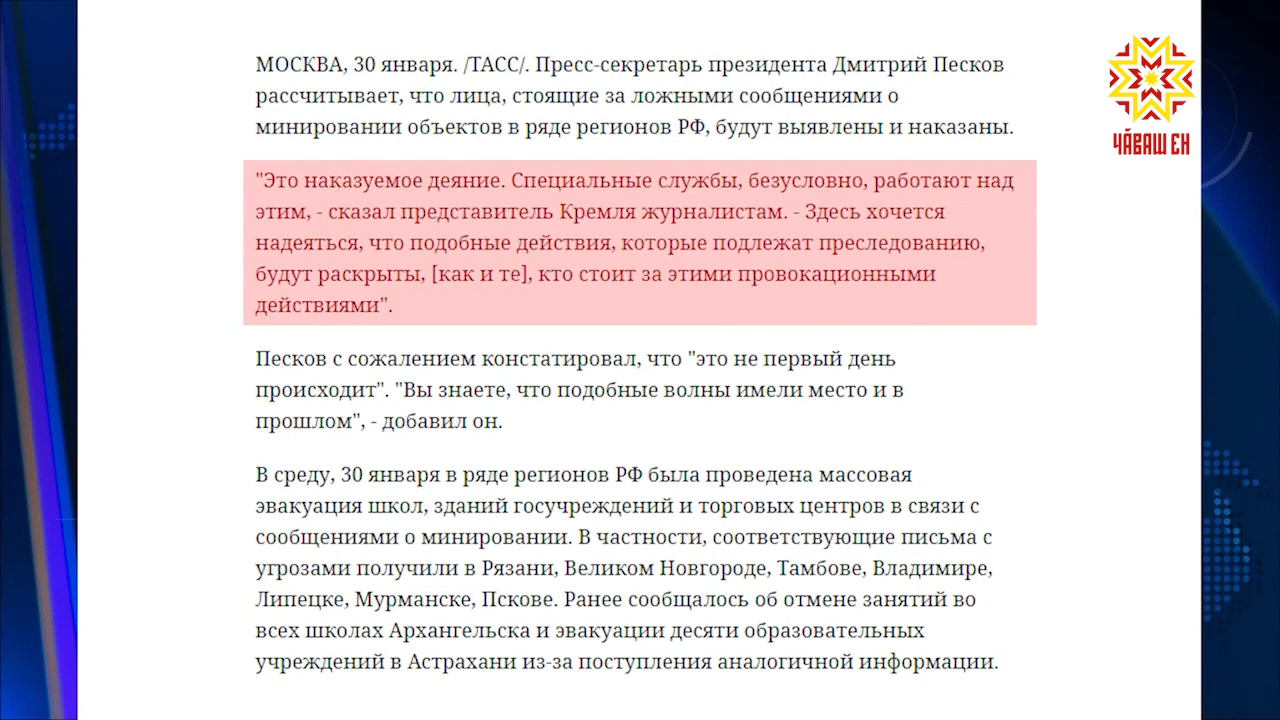 МОСКВА, 30 января. /ТАСС/. Пресс-секретарь президента Дмитрий Песков
рассчитывает, что лица, стоящие за ложными сообщениями о
минировании объектов в ряде регионов РФ, будут выявлены и наказаны.
"Это наказуемое деяние. Специальные службы, безусловно, работают над
этим, - сказал представитель Кремля журналистам. - Здесь хочется
надеяться, что подобные действия, которые подлежат преследованию,
будут раскрыты, [как и те], кто стоит за этими провокационными
действиями".
Песков с сожалением констатировал, что "это не первый день
происходит". "Вы знаете, что подобные волны имели место и в
прошлом", - добавил он.
В среду, 30 января в ряде регионов РФ была проведена массовая
эвакуация школ, зданий госучреждений и торговых центров в связи с
сообщениями о минировании. В частности, соответствующие письма с
угрозами получили в Рязани, Великом Новгороде, Тамбове, Владимире,
Липецке, Мурманске, Пскове. Ранее сообщалось об отмене занятий во
всех школах Архангельска и эвакуации десяти образовательных
учреждений в Астрахани из-за поступления аналогичной информации.
ЧӐВАШ ЕН